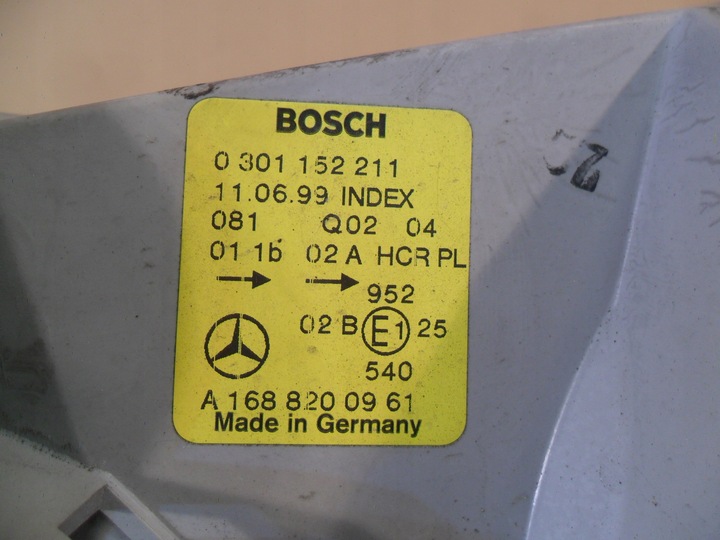 BOSCH
0 301 152 211
11.06.99 INDEX
081 Q02 04
01 1b 02 A HCR PL
952
02 B E1 25
540
A 168 820 09 61
Made in Germany